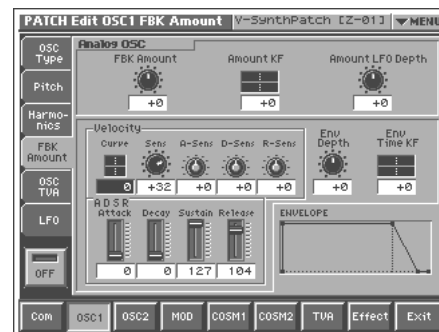 PATCH Edit OSC1 FBK Amount V-SynthPatch [Z-01] ▼MENU
OSC Type
Pitch
Harmo-nics
FBK Amount
OSC TVA
LFO
OFF
Analog OSC
FBK Amount Amount KF Amount LFO Depth
+0 +0 +0
Velocity
Curve Sens A-Sens D-Sens R-Sens
0 +32 +0 +0 +0
Env Depth Env Time KF
+0 +0
ADSR
Attack Decay Sustain Release
0 0 127 104
ENVELOPE
Com OSC1 OSC2 MOD COSM1 COSM2 TVA Effect Exit